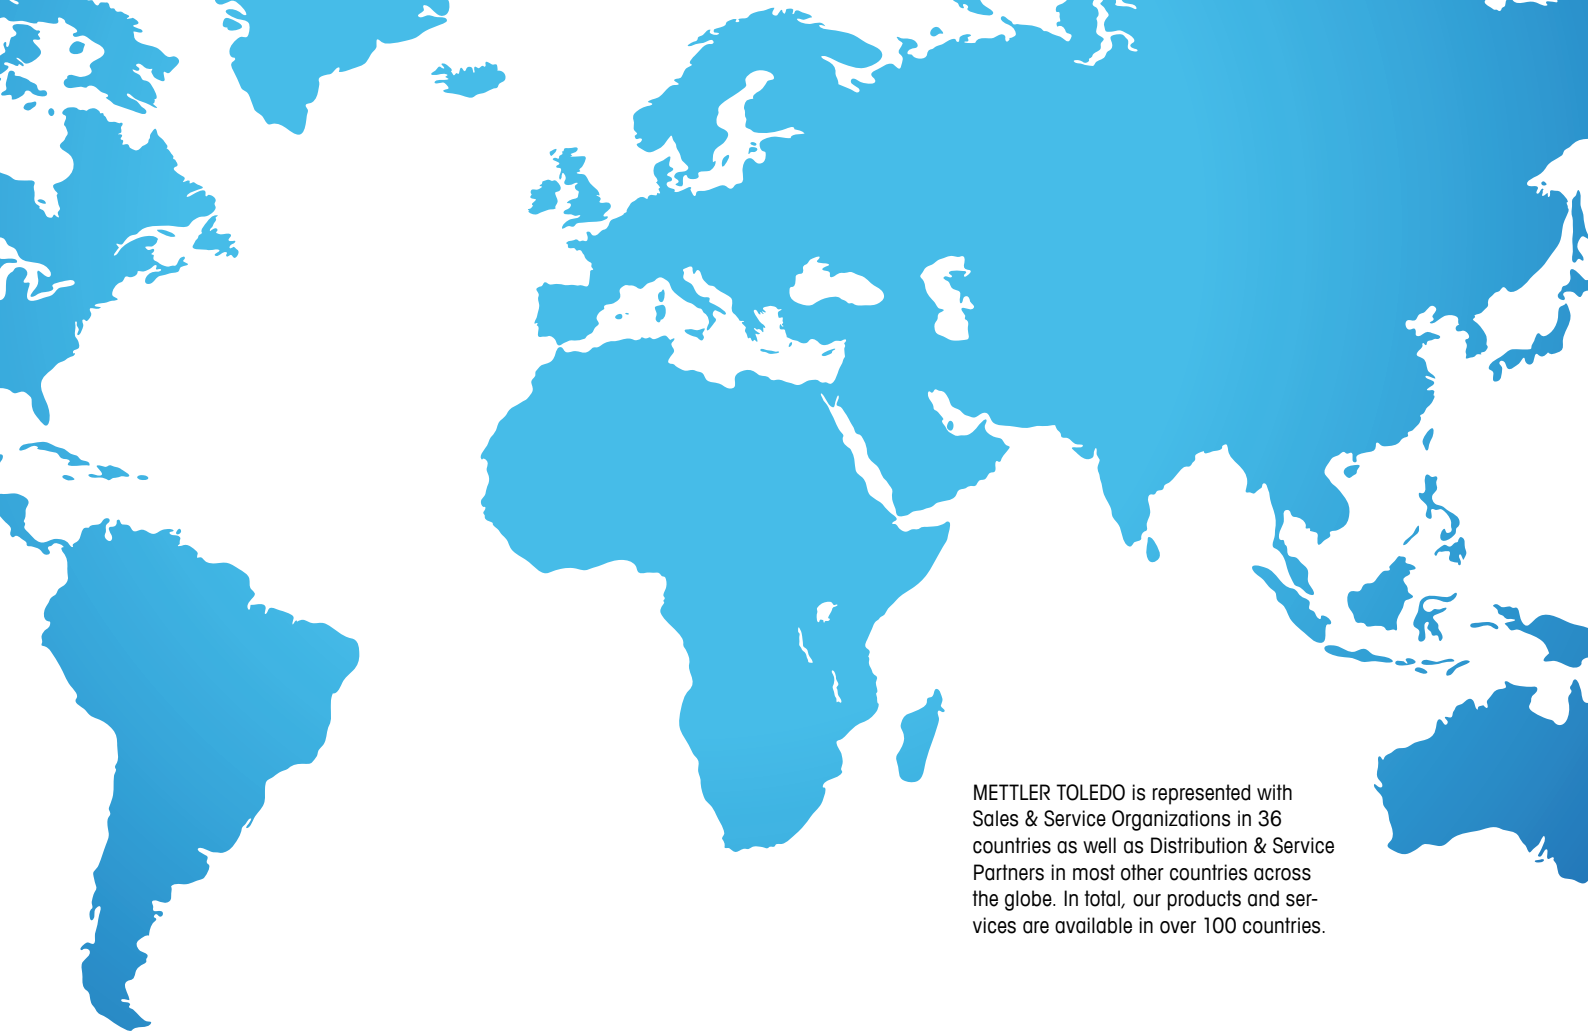 METTLER TOLEDO is represented with
Sales & Service Organizations in 36
countries as well as Distribution & Service
Partners in most other countries across
the globe. In total, our products and ser-
vices are available in over 100 countries.